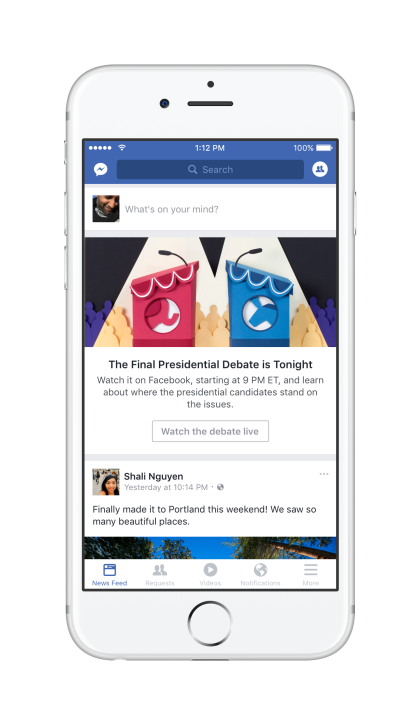 1:12 PM 100%
Search
What's on your mind?
The Final Presidential Debate is Tonight
Watch it on Facebook, starting at 9 PM ET, and learn
about where the presidential candidates stand on
the issues.
Watch the debate live
Shali Nguyen
Yesterday at 10:14 PM ·
Finally made it to Portland this weekend! We saw so
many beautiful places.
News Feed Requests Videos Notifications More